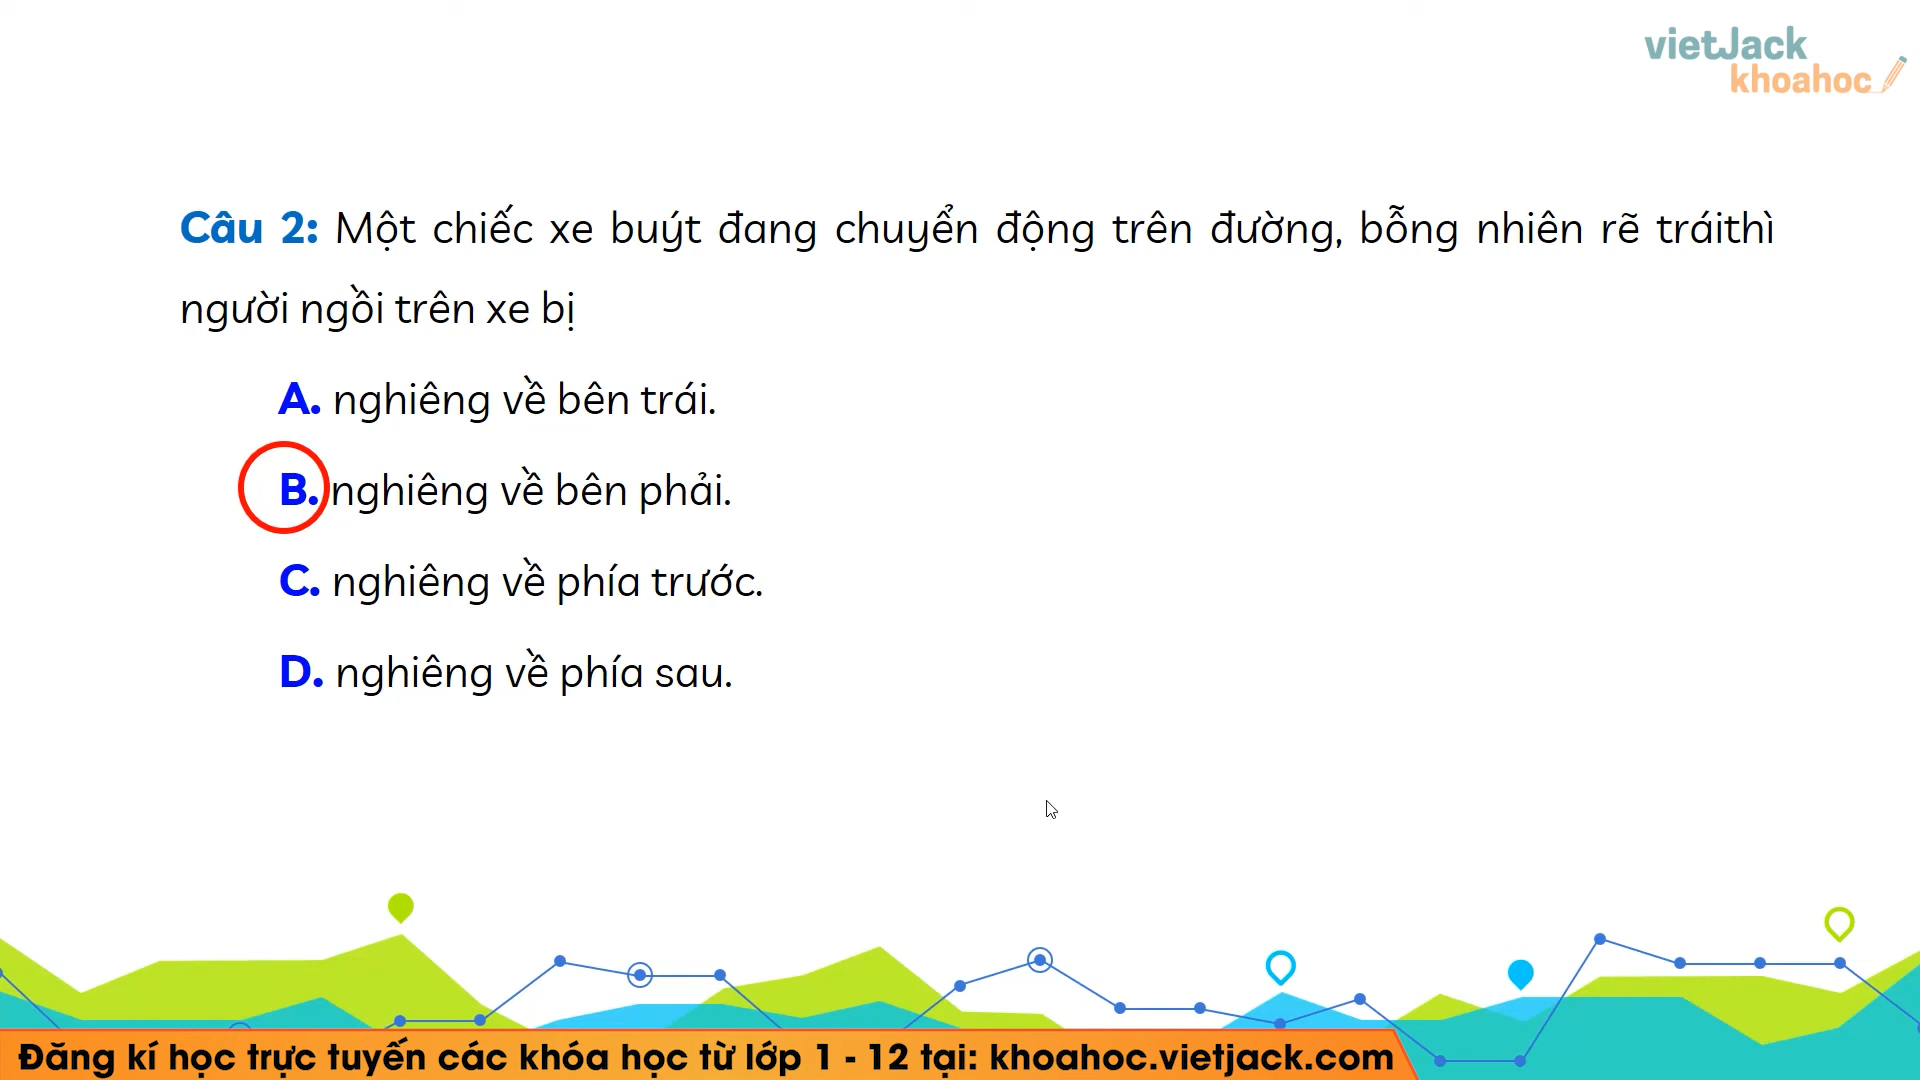 vietJack
khoahoc
Câu 2: Một chiếc xe buýt đang chuyển động trên đường, bỗng nhiên rẽ tráithì
người ngồi trên xe bị
A. nghiêng về bên trái.
B. nghiêng về bên phải.
C. nghiêng về phía trước.
D. nghiêng về phía sau.
Đăng kí học trực tuyến các khóa học từ lớp 1 - 12 tại: khoahoc.vietjack.com